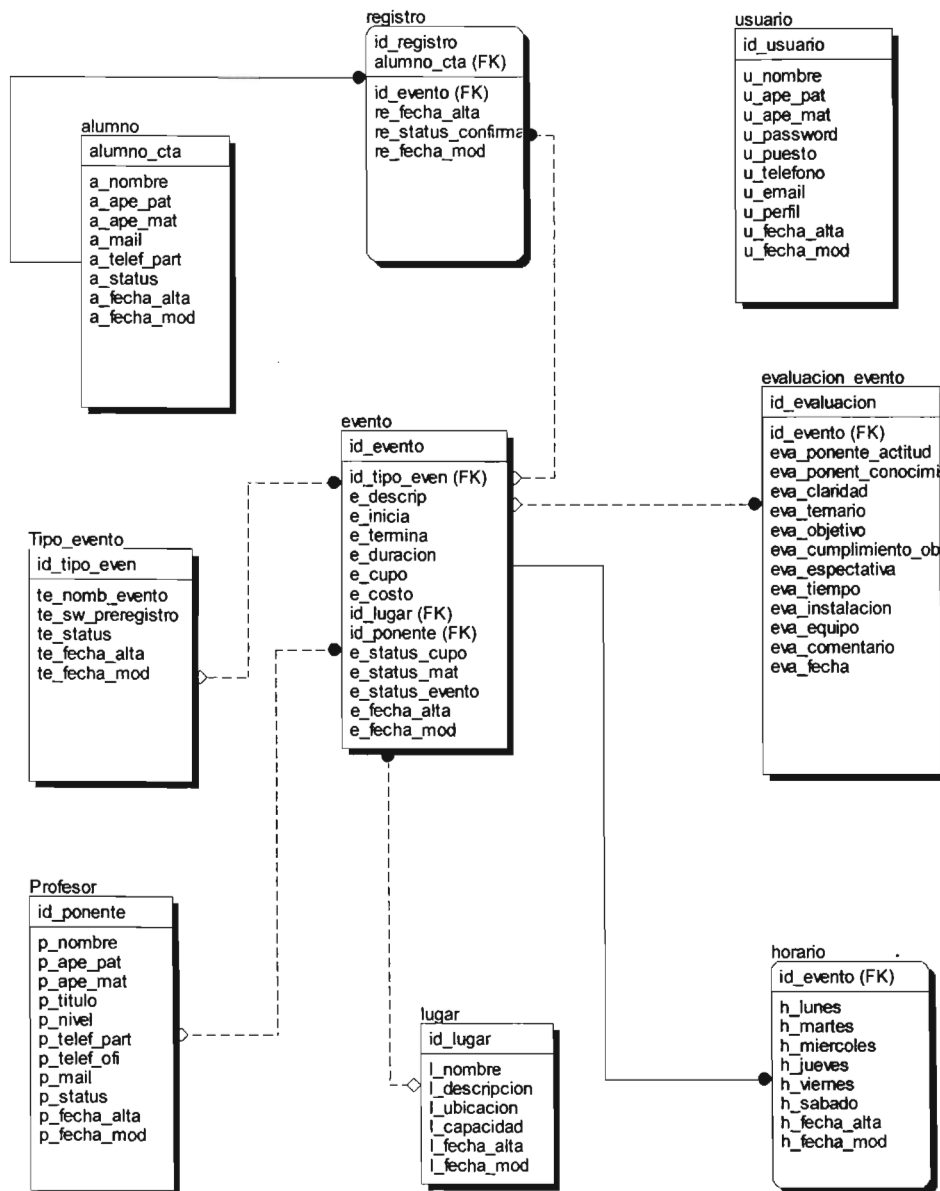 registro
id_registro
alumno_cta (FK)
id_evento (FK)
re_fecha_alta
re_status_confirma
re_fecha_mod
usuario
id_usuario
u_nombre
u_ape_pat
u_ape_mat
u_password
u_puesto
u_telefono
u_email
u_perfil
u_fecha_alta
u_fecha_mod
alumno
alumno_cta
a_nombre
a_ape_pat
a_ape_mat
a_mail
a_telef_part
a_status
a_fecha_alta
a_fecha_mod
evento
id_evento
id_tipo_even (FK)
e_descrip
e_inicia
e_termina
e_duracion
e_cupo
e_costo
id_lugar (FK)
id_ponente (FK)
e_status_cupo
e_status_mat
e_status_evento
e_fecha_alta
e_fecha_mod
evaluacion_evento
id_evaluacion
id_evento (FK)
eva_ponente_actitud
eva_ponent_conocimi
eva_claridad
eva_temario
eva_objetivo
eva_cumplimiento_ob
eva_espectativa
eva_tiempo
eva_instalacion
eva_equipo
eva_comentario
eva_fecha
Tipo_evento
id_tipo_even
te_nomb_evento
te_sw_preregistro
te_status
te_fecha_alta
te_fecha_mod
Profesor
id_ponente
p_nombre
p_ape_pat
p_ape_mat
p_titulo
p_nivel
p_telef_part
p_telef_ofi
p_mail
p_status
p_fecha_alta
p_fecha_mod
lugar
id_lugar
l_nombre
l_descripcion
l_ubicacion
l_capacidad
l_fecha_alta
l_fecha_mod
horario
id_evento (FK)
h_lunes
h_martes
h_miercoles
h_jueves
h_viernes
h_sabado
h_fecha_alta
h_fecha_mod